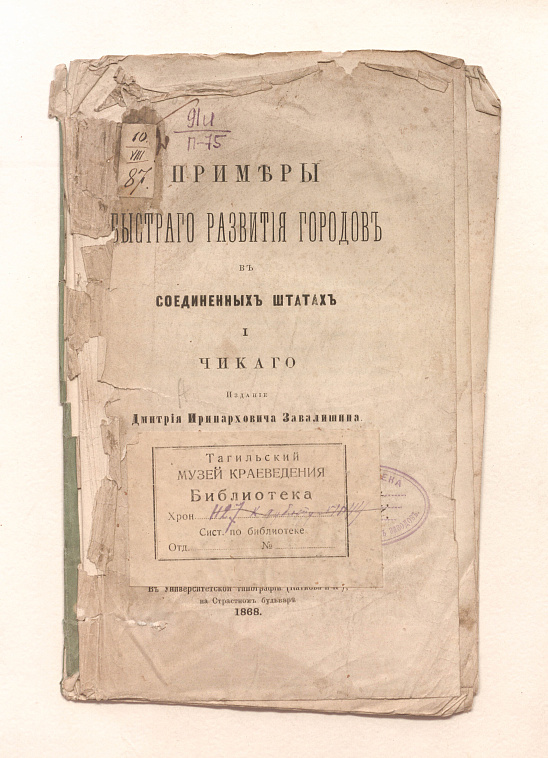 91и
П-75
10.
VIII
87.
ПРИМѢРЫ
БЫСТРАГО РАЗВИТІЯ ГОРОДОВЪ
ВЪ
СОЕДИНЕННЫХЪ ШТАТАХЪ
I
ЧИКАГО
Изданіе
Дмитрія Иринарховича Завалишина
Тагильский
МУЗЕЙ КРАЕВЕДЕНИЯ
Библиотека
Хрон
Сист. по библиотеке
Отд. №
Въ Университетской типографіи
на Страстномъ бульварѣ
1868.